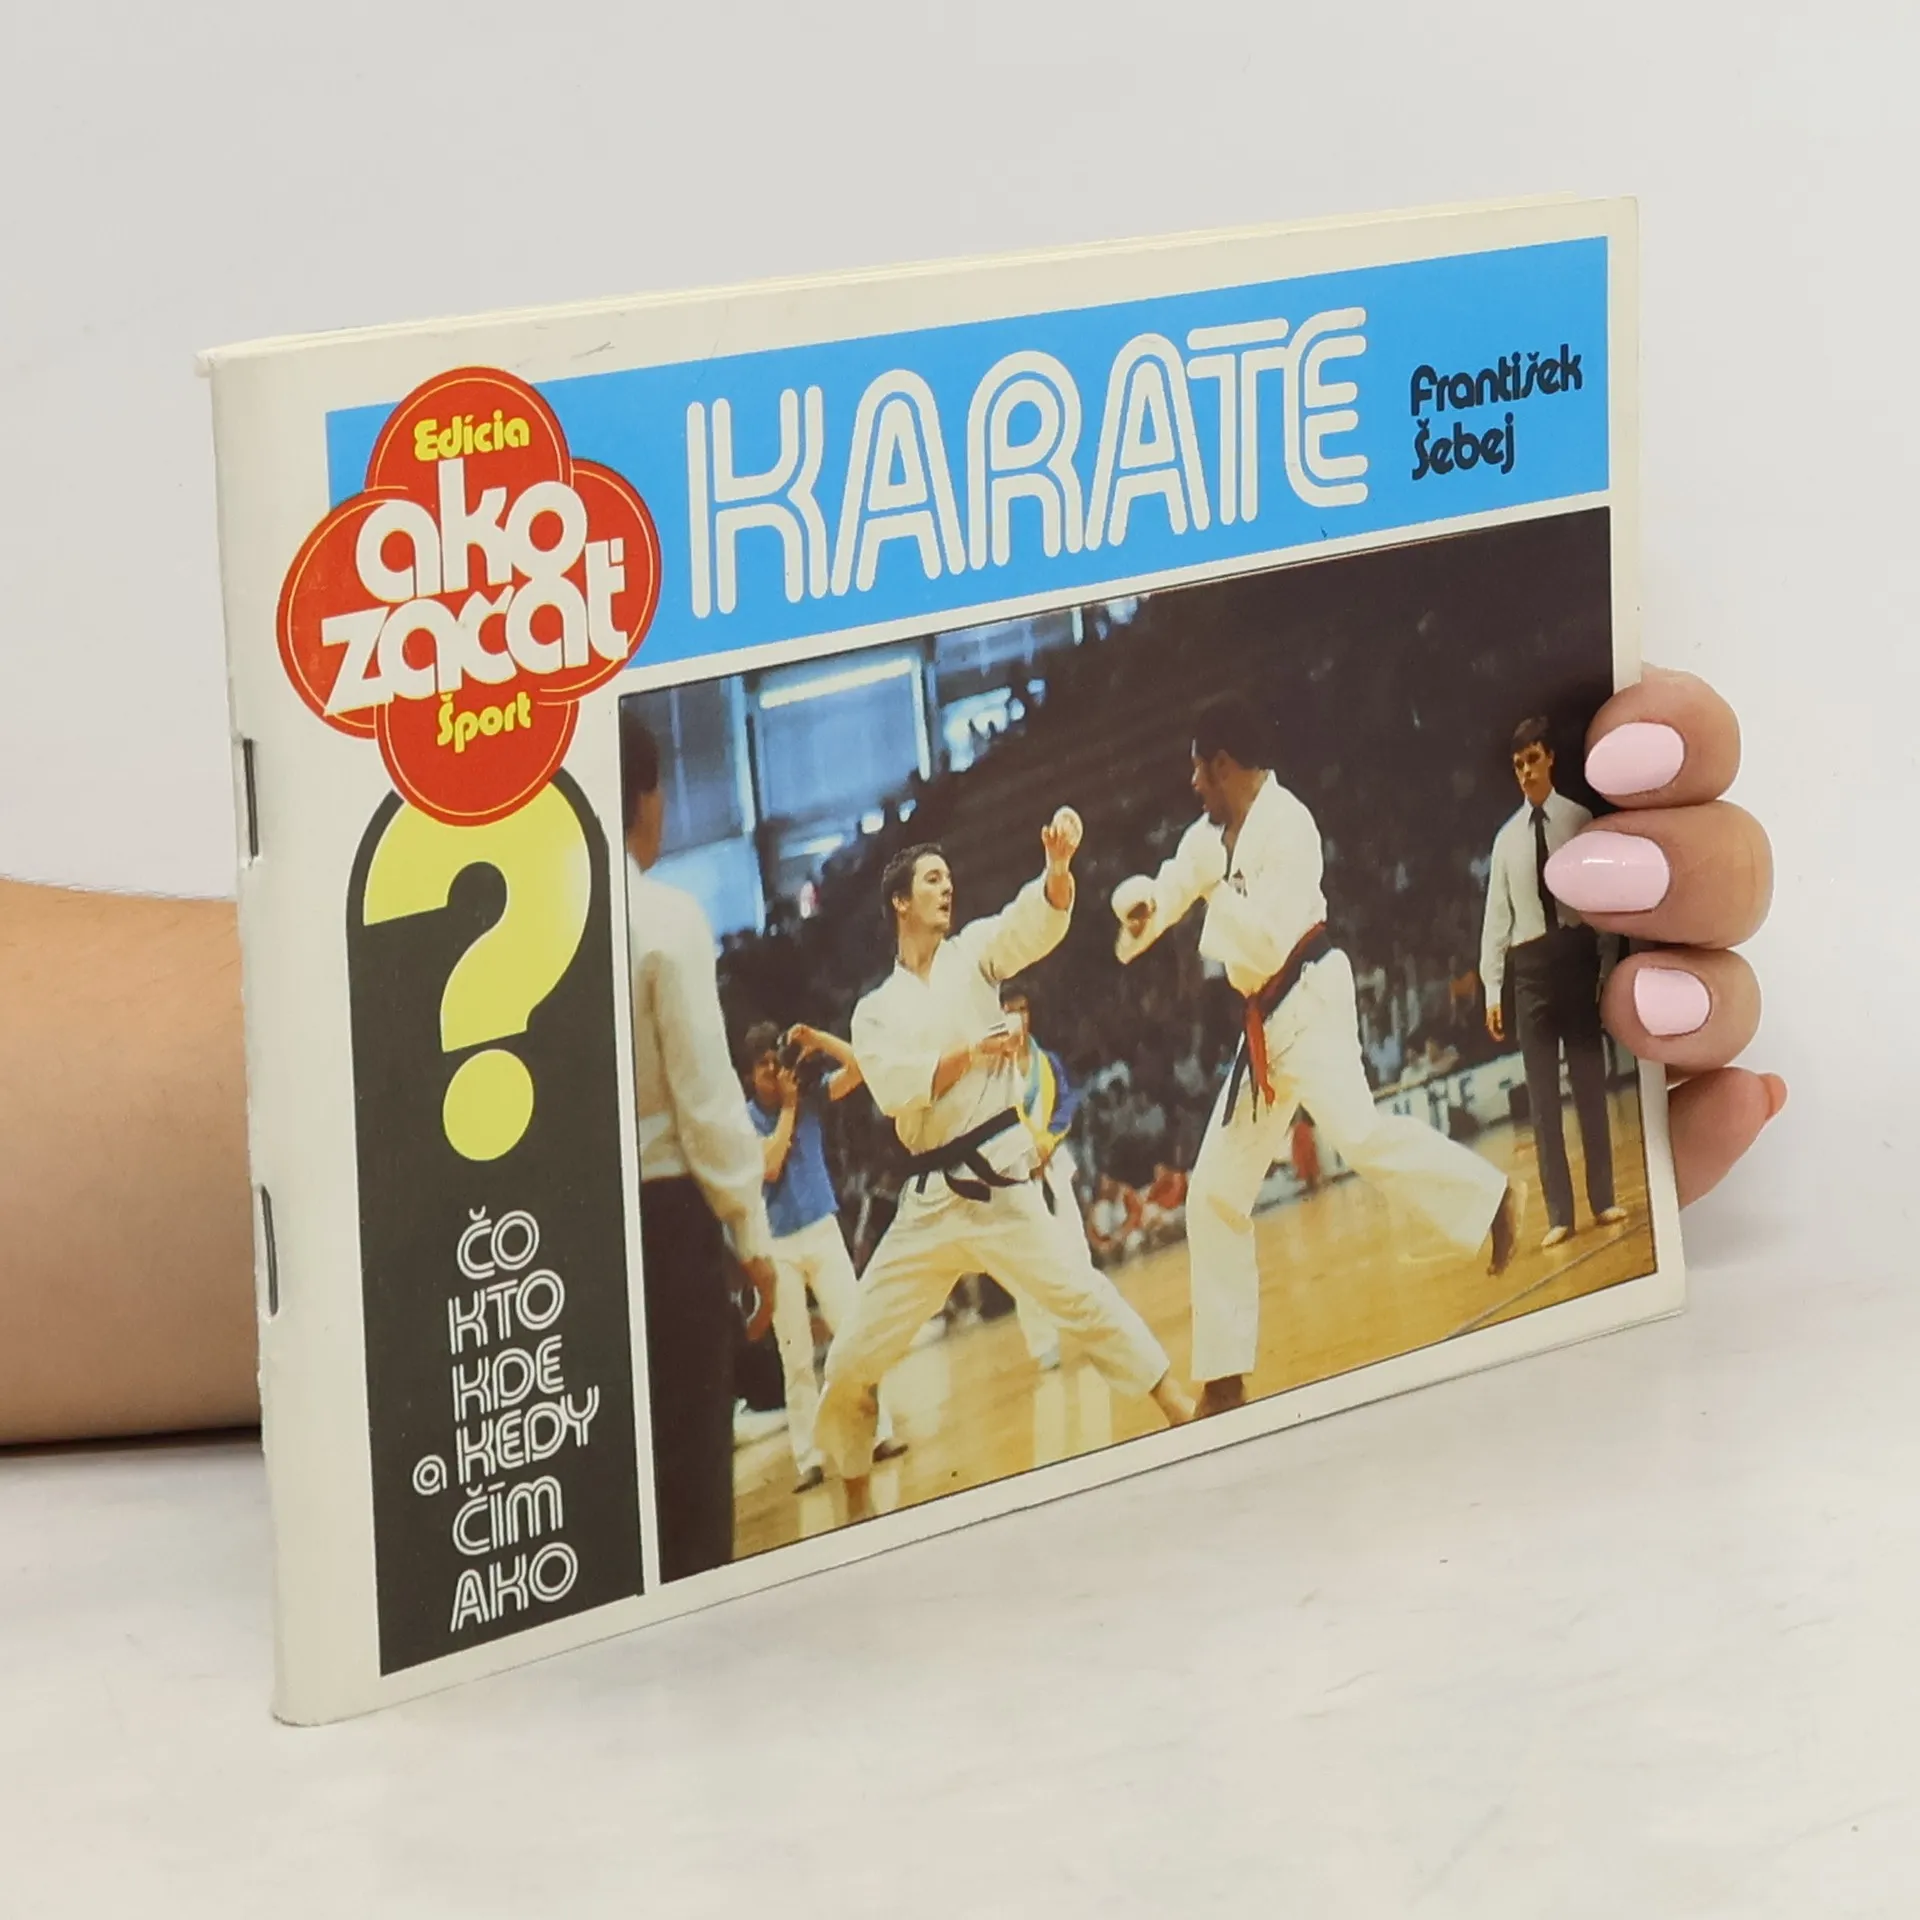 Edícia
ako
začať
Šport
KARATE
František
Šebej
?
ČO
KTO
KDE
a KEDY
ČÍM
AKO